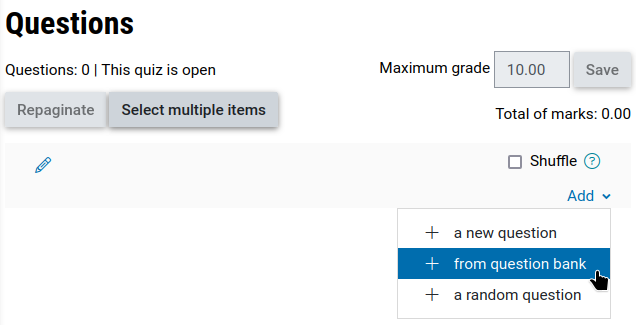 Questions
Questions: 0 | This quiz is open
Maximum grade 10.00 Save
Repaginate Select multiple items
Total of marks: 0.00
Shuffle ?
Add
+ a new question
+ from question bank
+ a random question